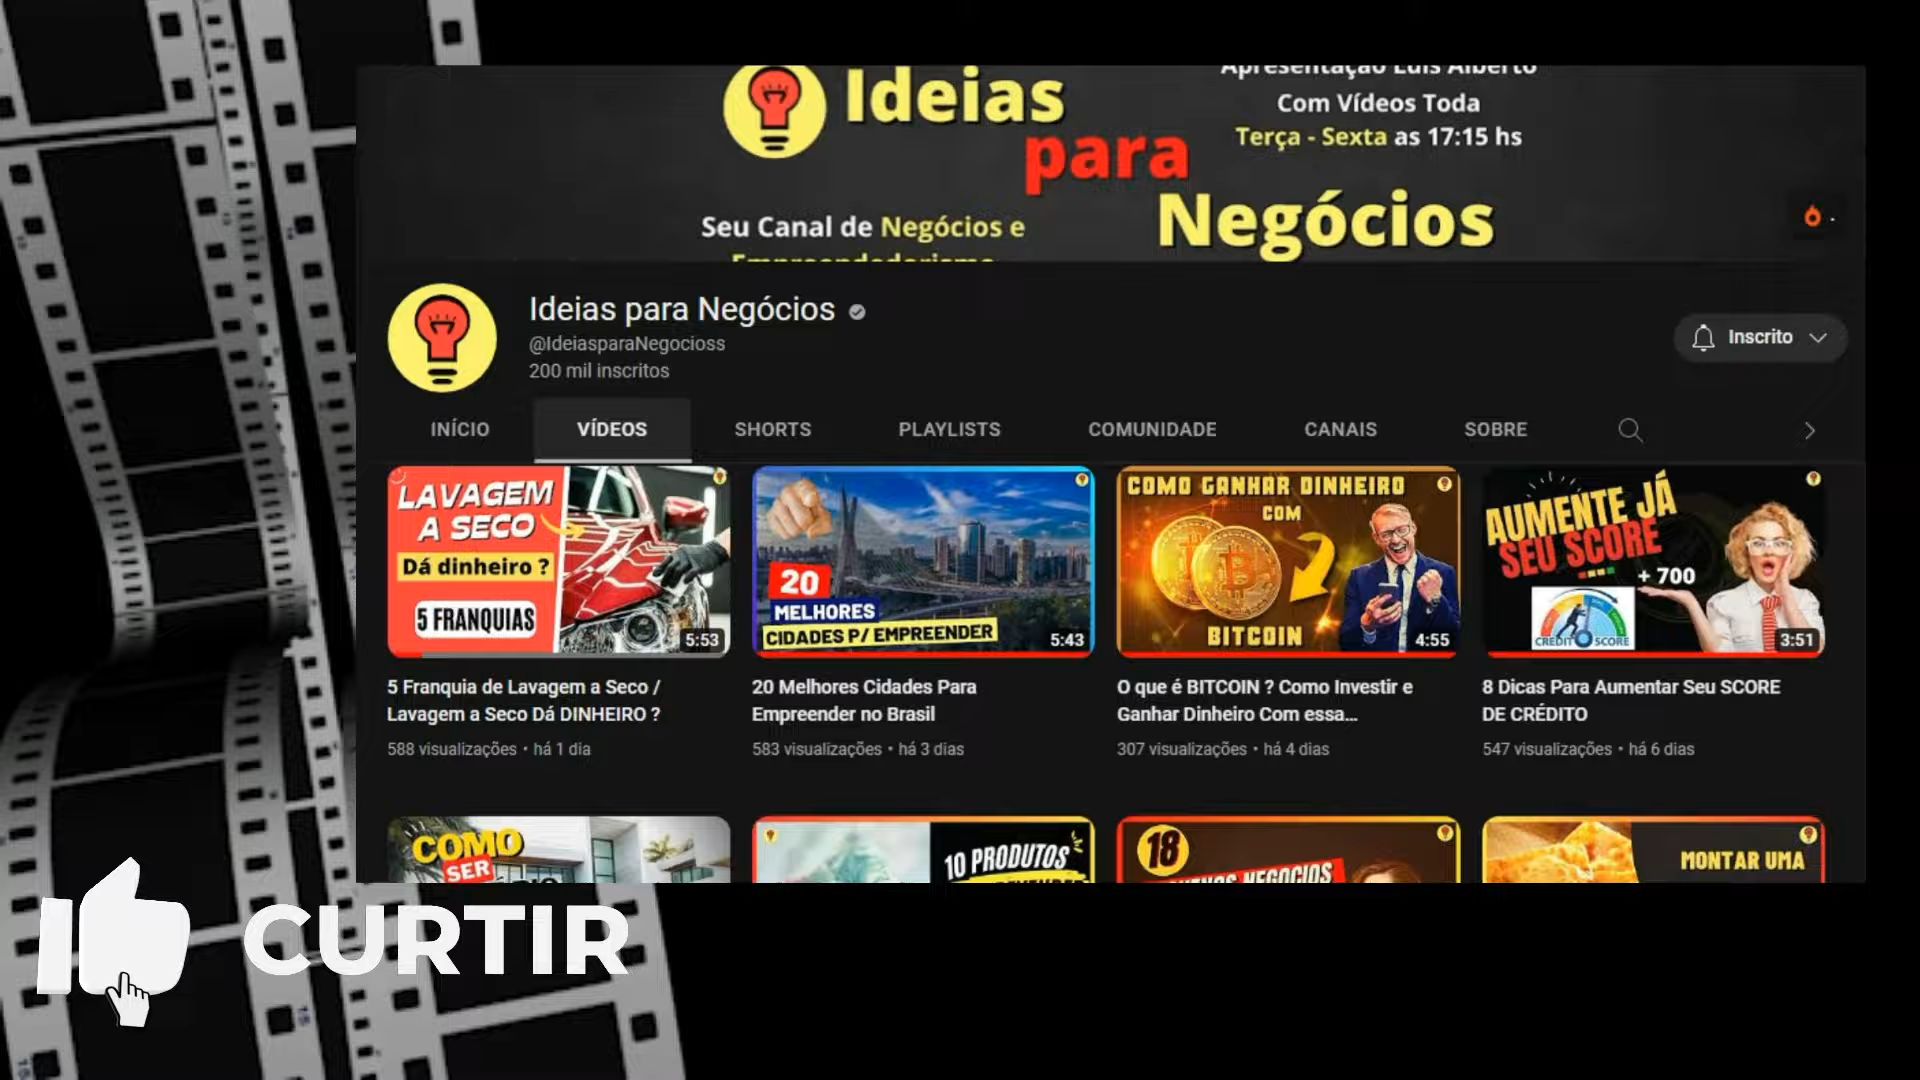 Apresentação Luis Alberto
Ideias
Com Vídeos Toda
Terça - Sexta as 17:15 hs
para
Negócios
Seu Canal de Negócios e
Empreendedorismo
Ideias para Negócios
@IdeiasparaNegocioss
200 mil inscritos
Inscrito
INÍCIO
VÍDEOS
SHORTS
PLAYLISTS
COMUNIDADE
CANAIS
SOBRE
LAVAGEM
A SECO
Dá dinheiro ?
5 FRANQUIAS
5:53
20
MELHORES
CIDADES P/ EMPREENDER
5:43
COMO GANHAR DINHEIRO
COM
BITCOIN
4:55
AUMENTE JÁ
SEU SCORE
+ 700
CREDIT SCORE
3:51
5 Franquia de Lavagem a Seco /
Lavagem a Seco Dá DINHEIRO ?
588 visualizações • há 1 dia
20 Melhores Cidades Para
Empreender no Brasil
583 visualizações • há 3 dias
O que é BITCOIN ? Como Investir e
Ganhar Dinheiro Com essa...
307 visualizações • há 4 dias
8 Dicas Para Aumentar Seu SCORE
DE CRÉDITO
547 visualizações • há 6 dias
COMO
SER
10 PRODUTOS
18
NEGOCIOS
MONTAR UMA
CURTIR